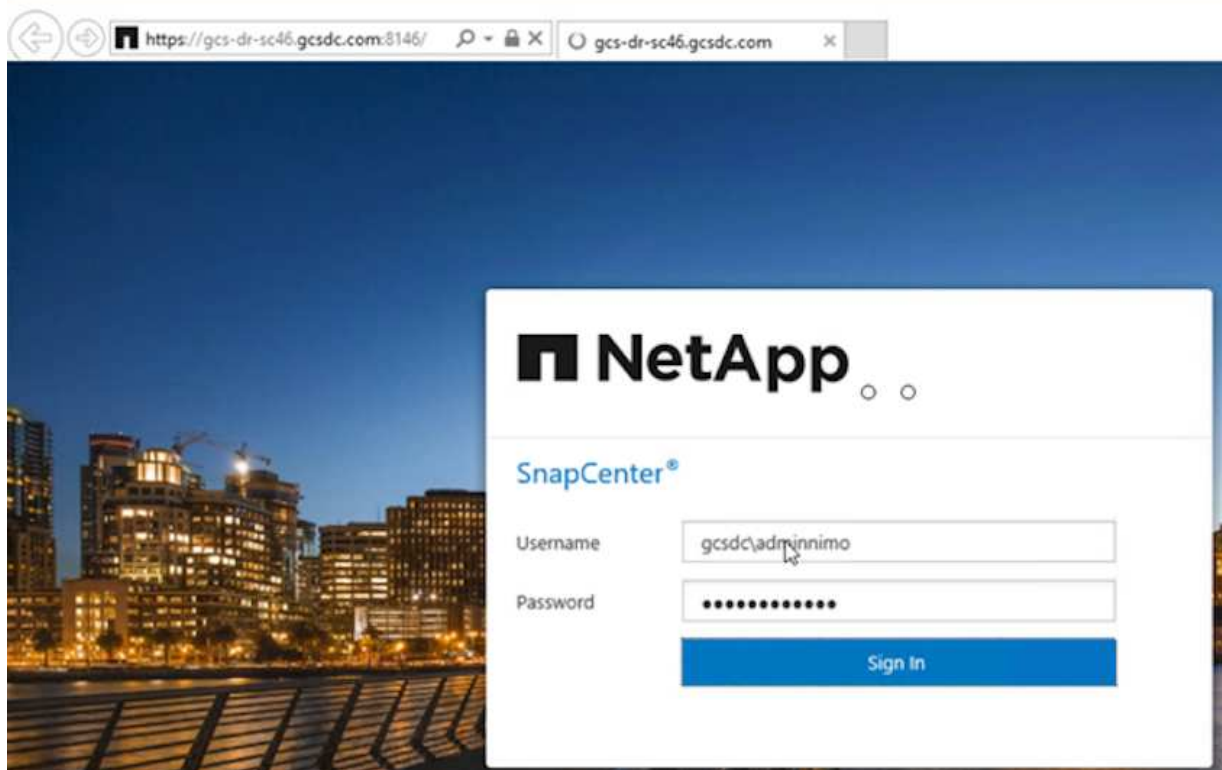 https://gcs-dr-sc46.gcsdc.com:8146/
gcs-dr-sc46.gcsdc.com
NetApp
SnapCenter®
Username
gcsdc\adminnimo
Password
••••••••••••
Sign In